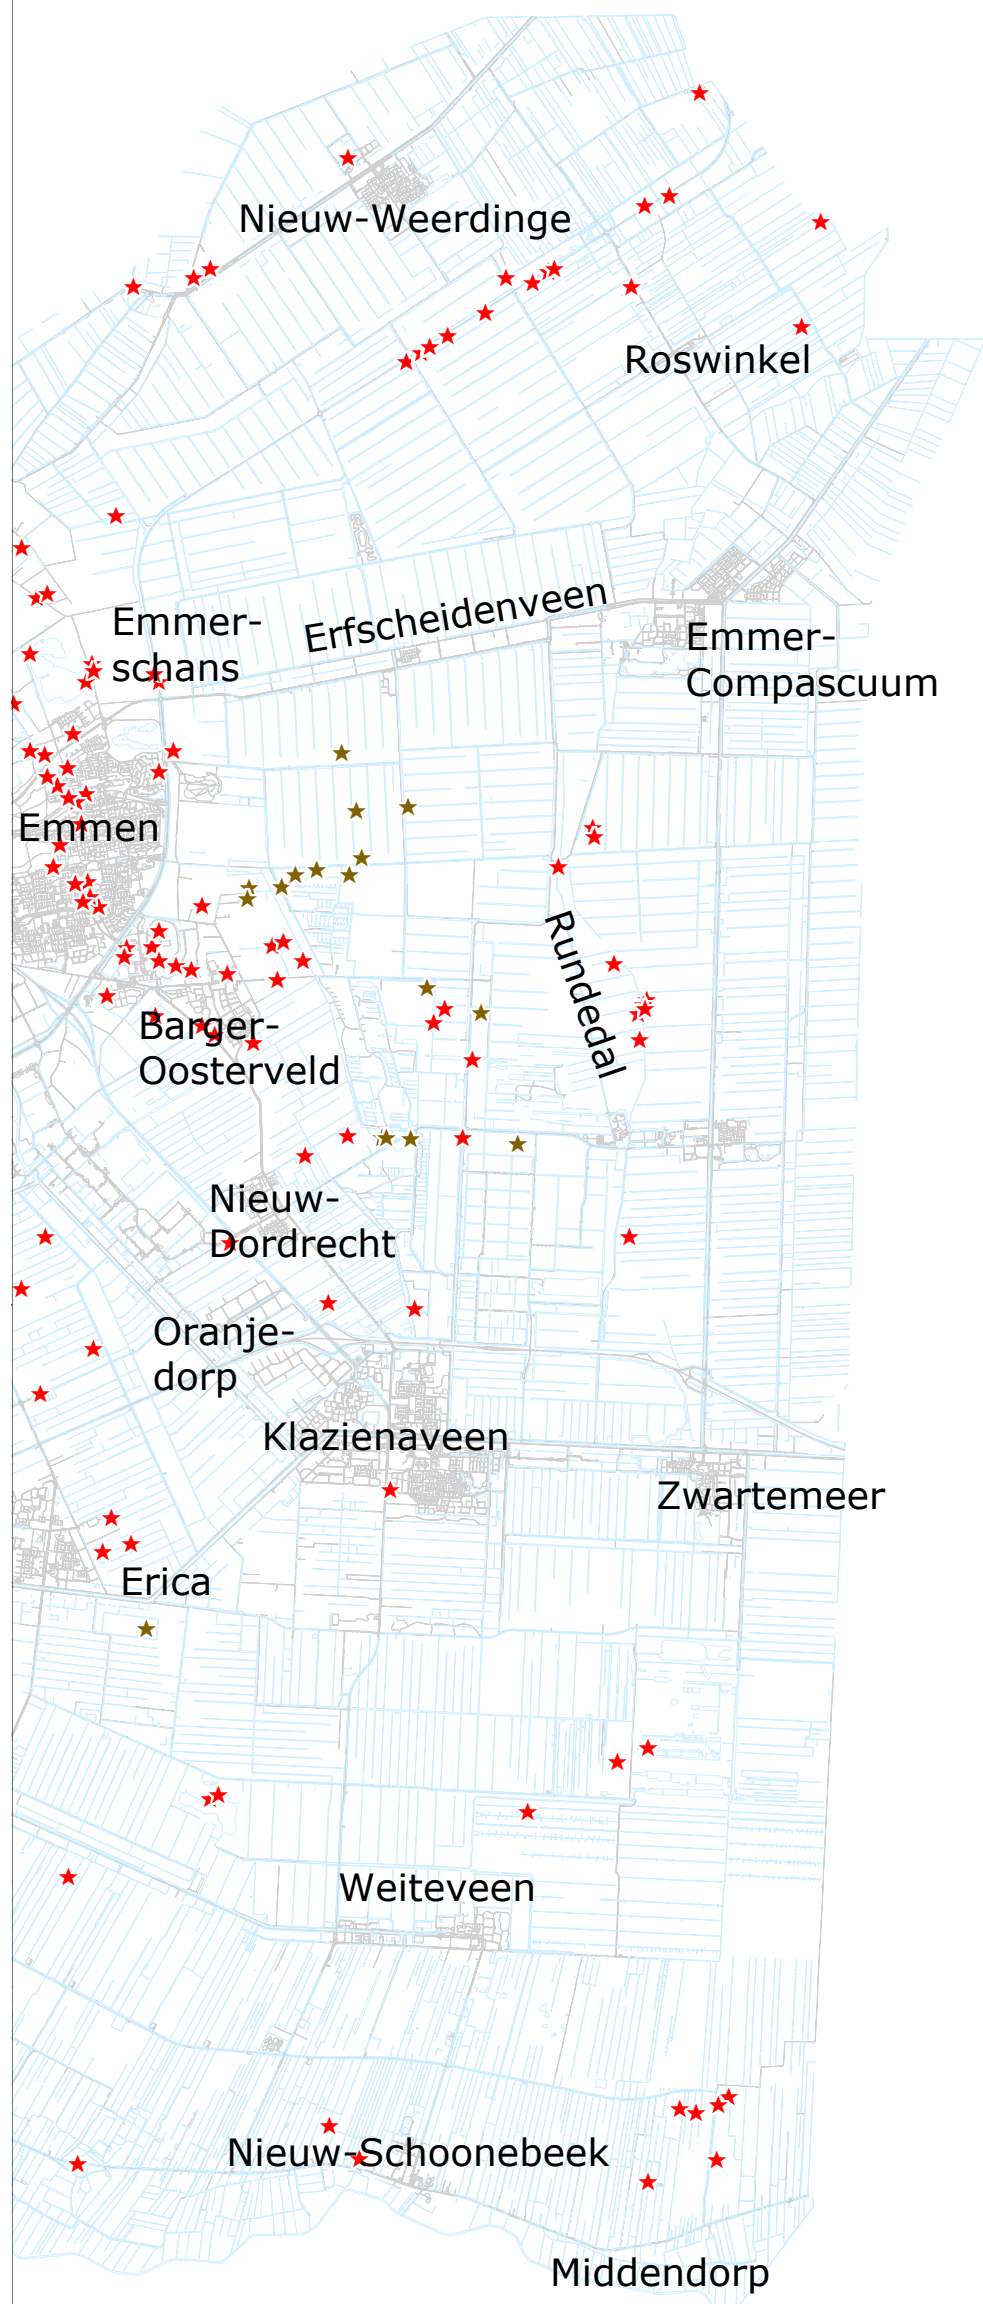 Nieuw-Weerdinge
Roswinkel
Erfscheidenveen
Emmer-
schans
Emmer-
Compascuum
Emmen
Rundedal
Barger-
Oosterveld
Nieuw-
Dordrecht
Oranje-
dorp
Klazienaveen
Zwartemeer
Erica
Weiteveen
Nieuw-Schoonebeek
Middendorp